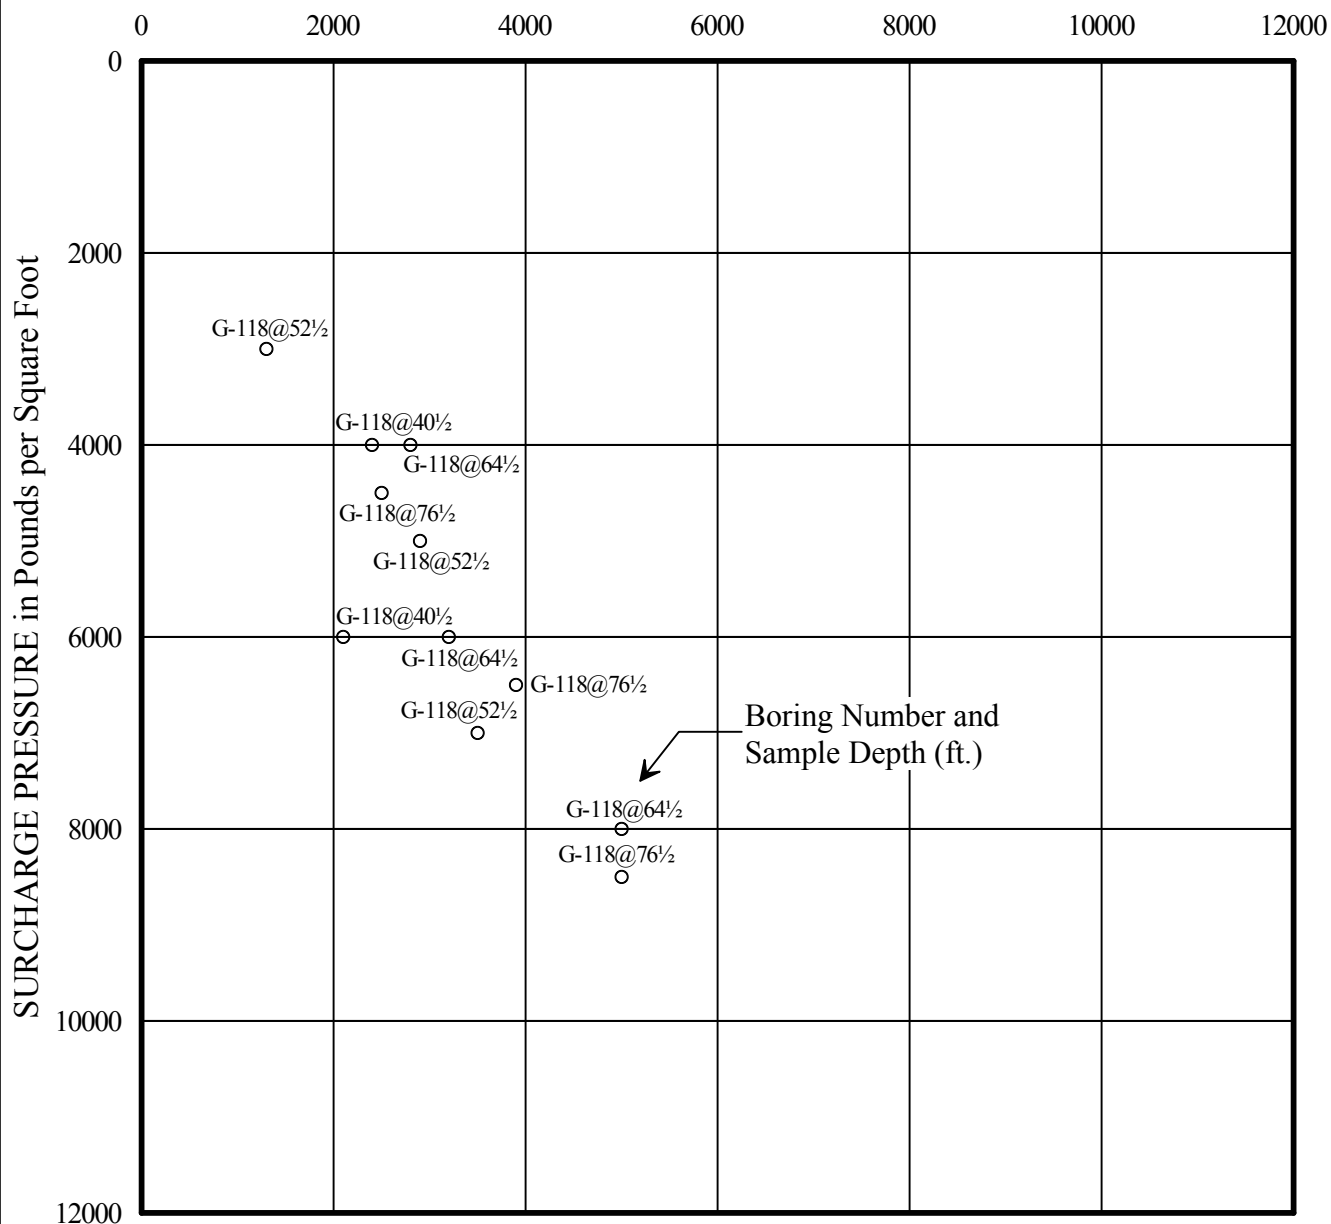 0 2000 4000 6000 8000 10000 12000
0
2000
SURCHARGE PRESSURE in Pounds per Square Foot
G-118@52½
G-118@40½
4000
G-118@64½
G-118@76½
G-118@52½
G-118@40½
6000
G-118@64½
G-118@76½
G-118@52½
Boring Number and
Sample Depth (ft.)
G-118@64½
8000
G-118@76½
10000
12000